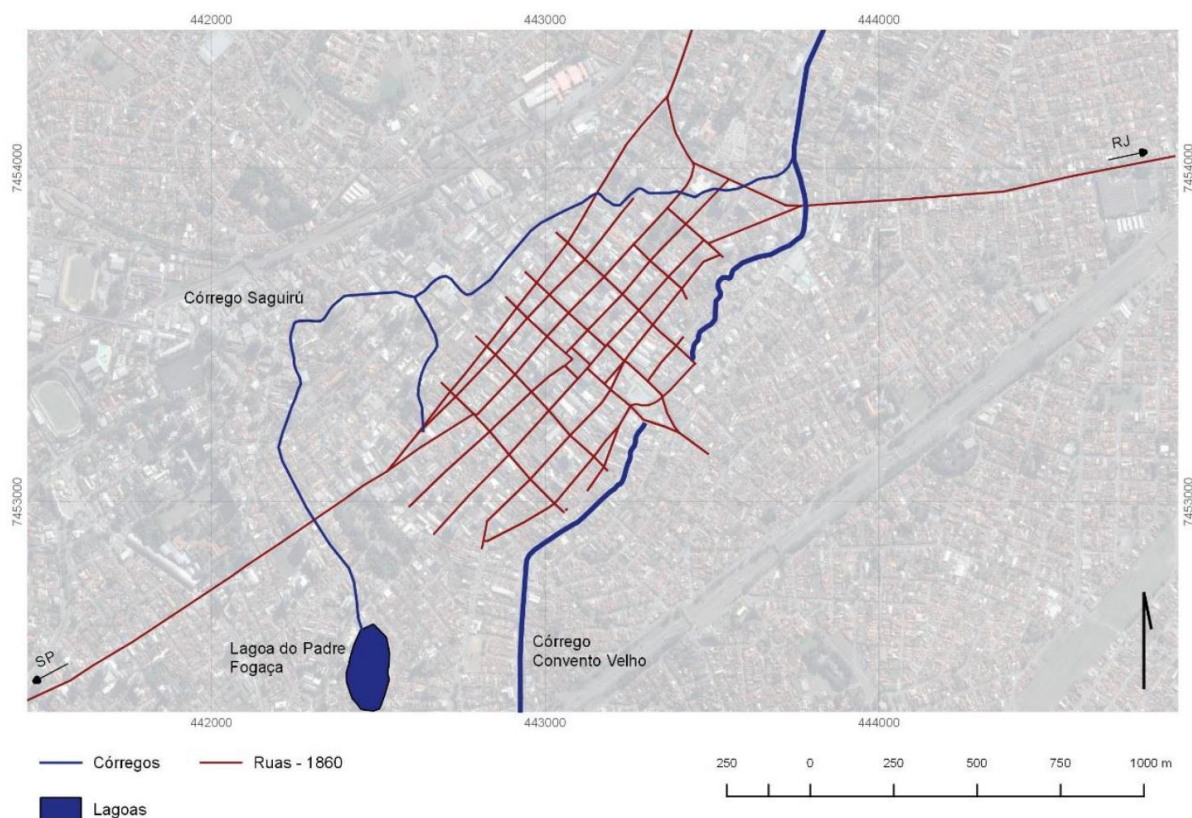 442000
443000
444000
7454000
RJ
7454000
Córrego Saguirú
7453000
7453000
Lagoa do Padre
Fogaça
Córrego
Convento Velho
SP
442000
443000
444000
Córregos
Ruas - 1860
250 0 250 500 750 1000 m
Lagoas